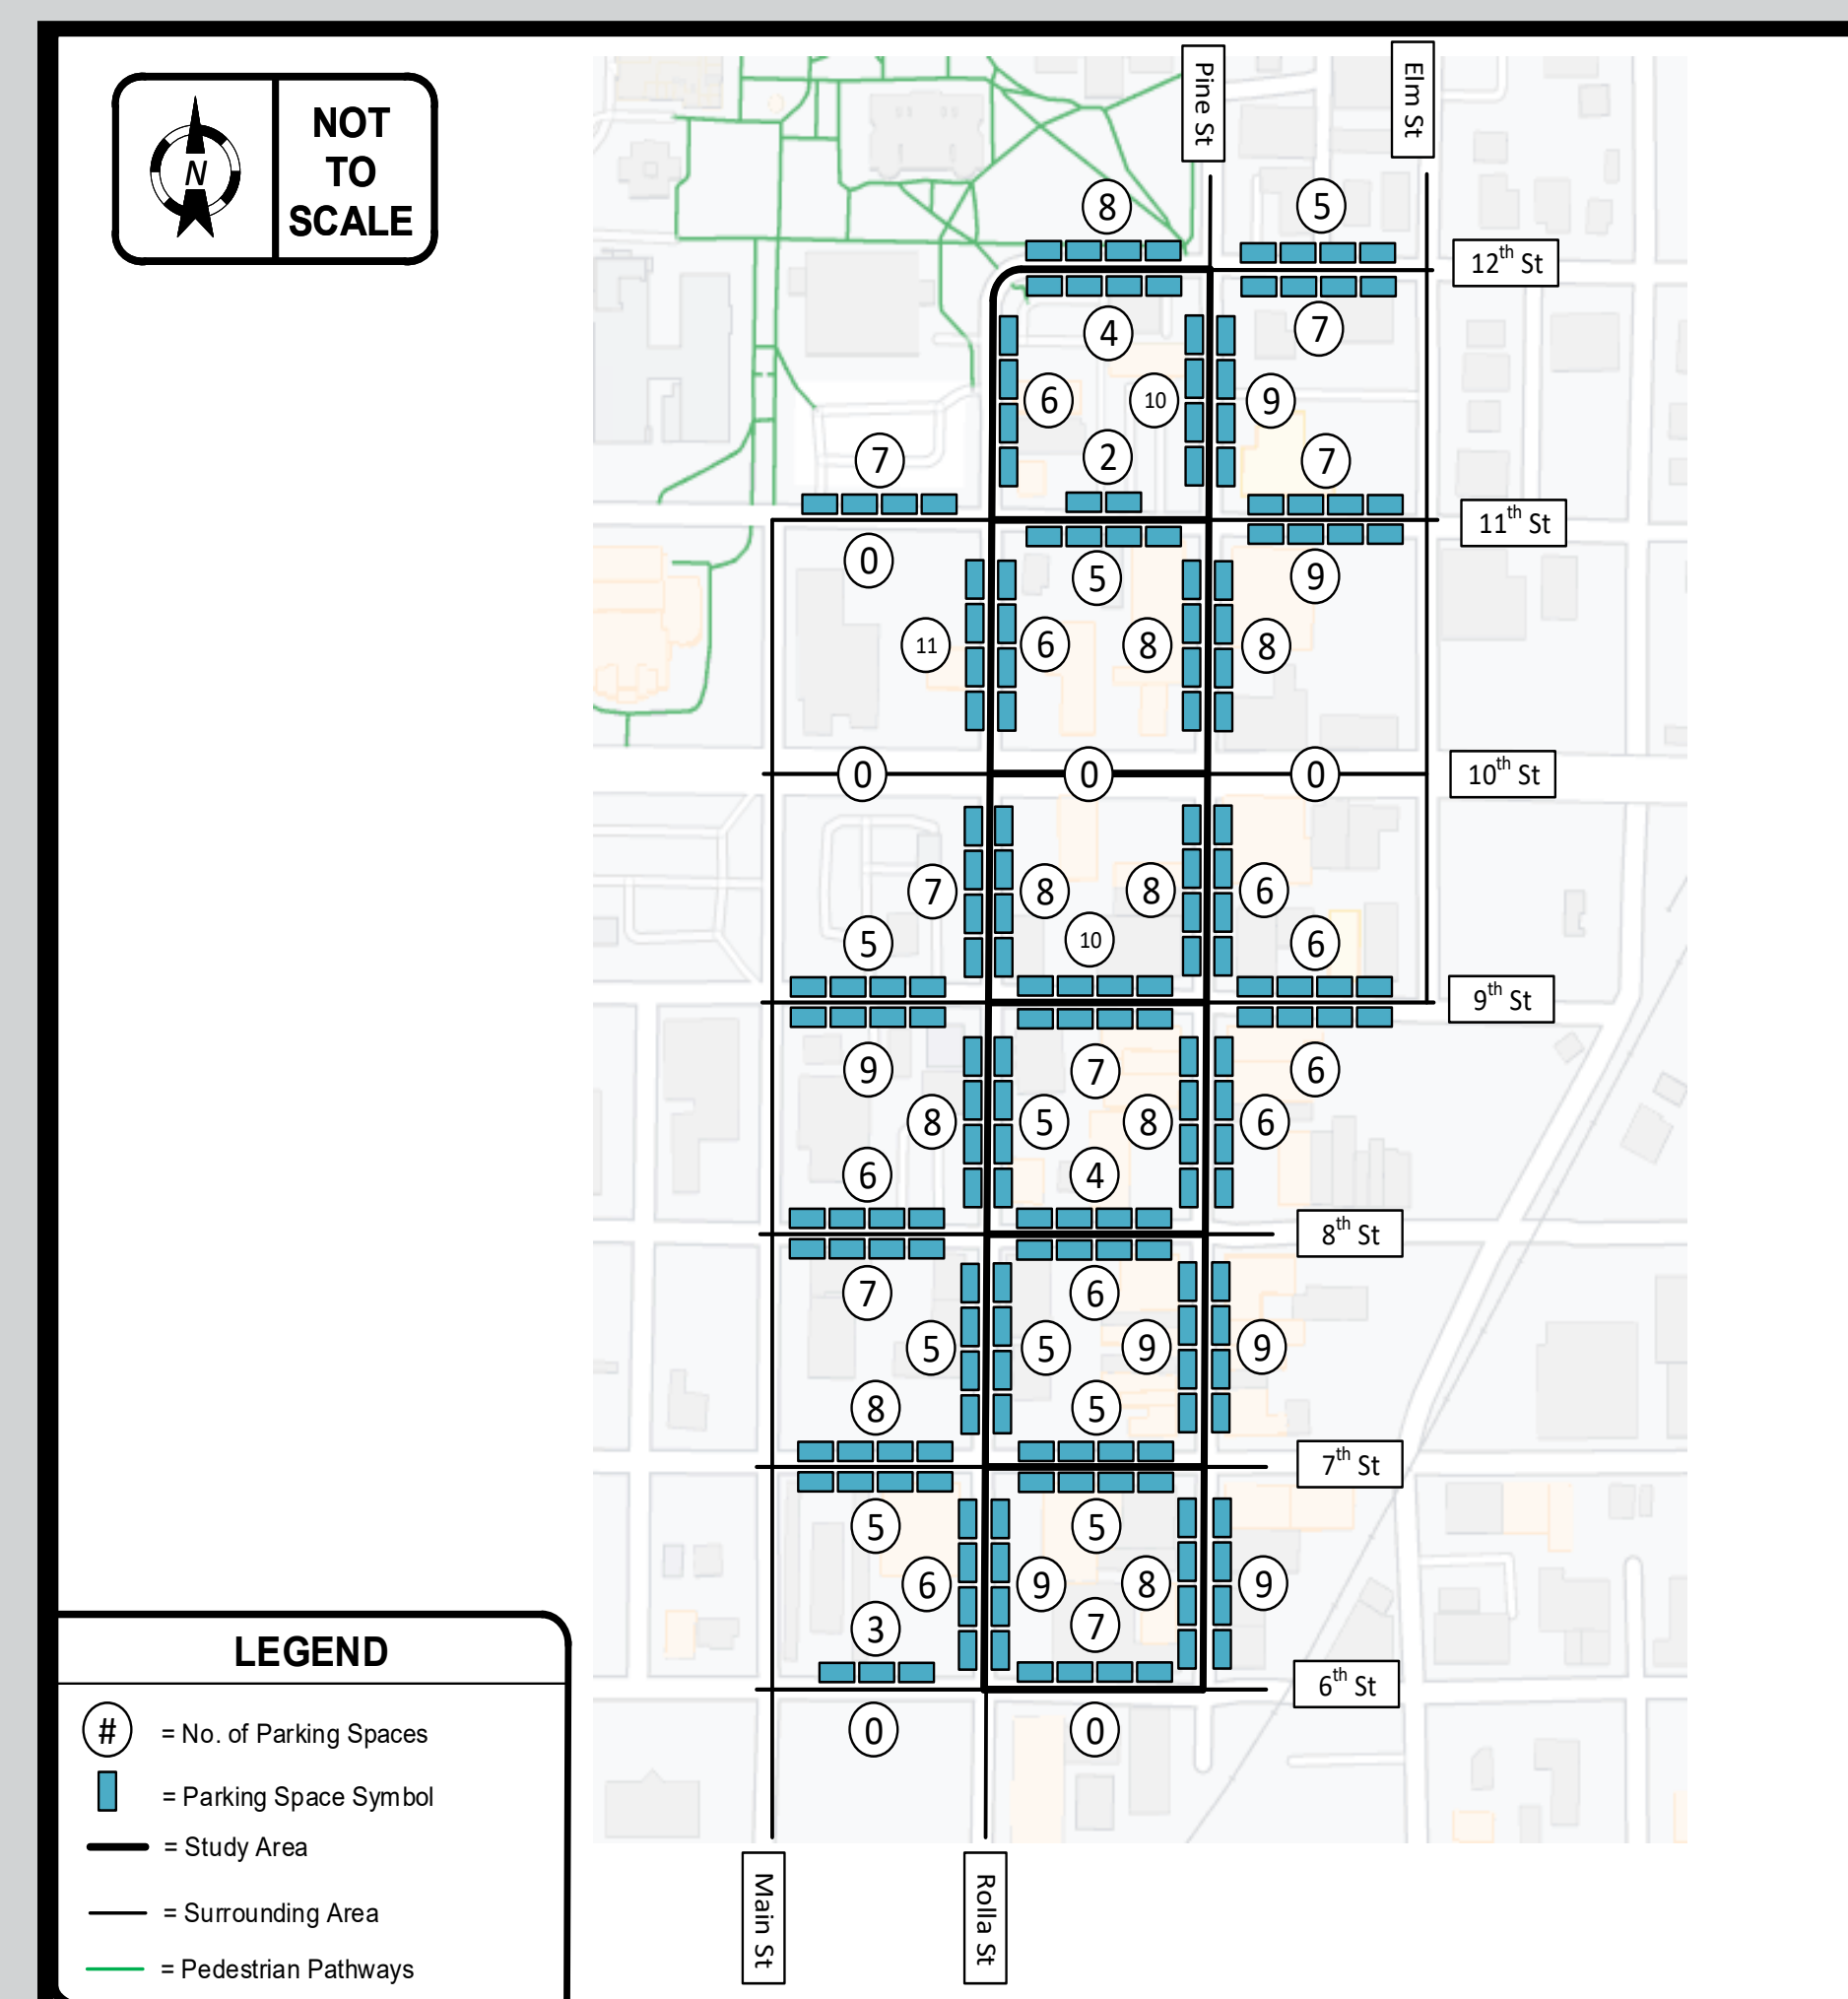 NOT
TO
SCALE
N
Pine St
Elm St
8
5
12th St
4
7
6
10
9
2
7
7
11th St
0
5
9
11
6
8
8
0
0
0
10th St
7
8
8
6
5
10
6
9th St
9
7
6
8
5
8
6
6
4
8th St
7
6
5
5
9
9
8
5
7th St
5
5
6
9
8
9
3
7
6th St
0
0
Main St
Rolla St
LEGEND
# = No. of Parking Spaces
= Parking Space Symbol
= Study Area
= Surrounding Area
= Pedestrian Pathways